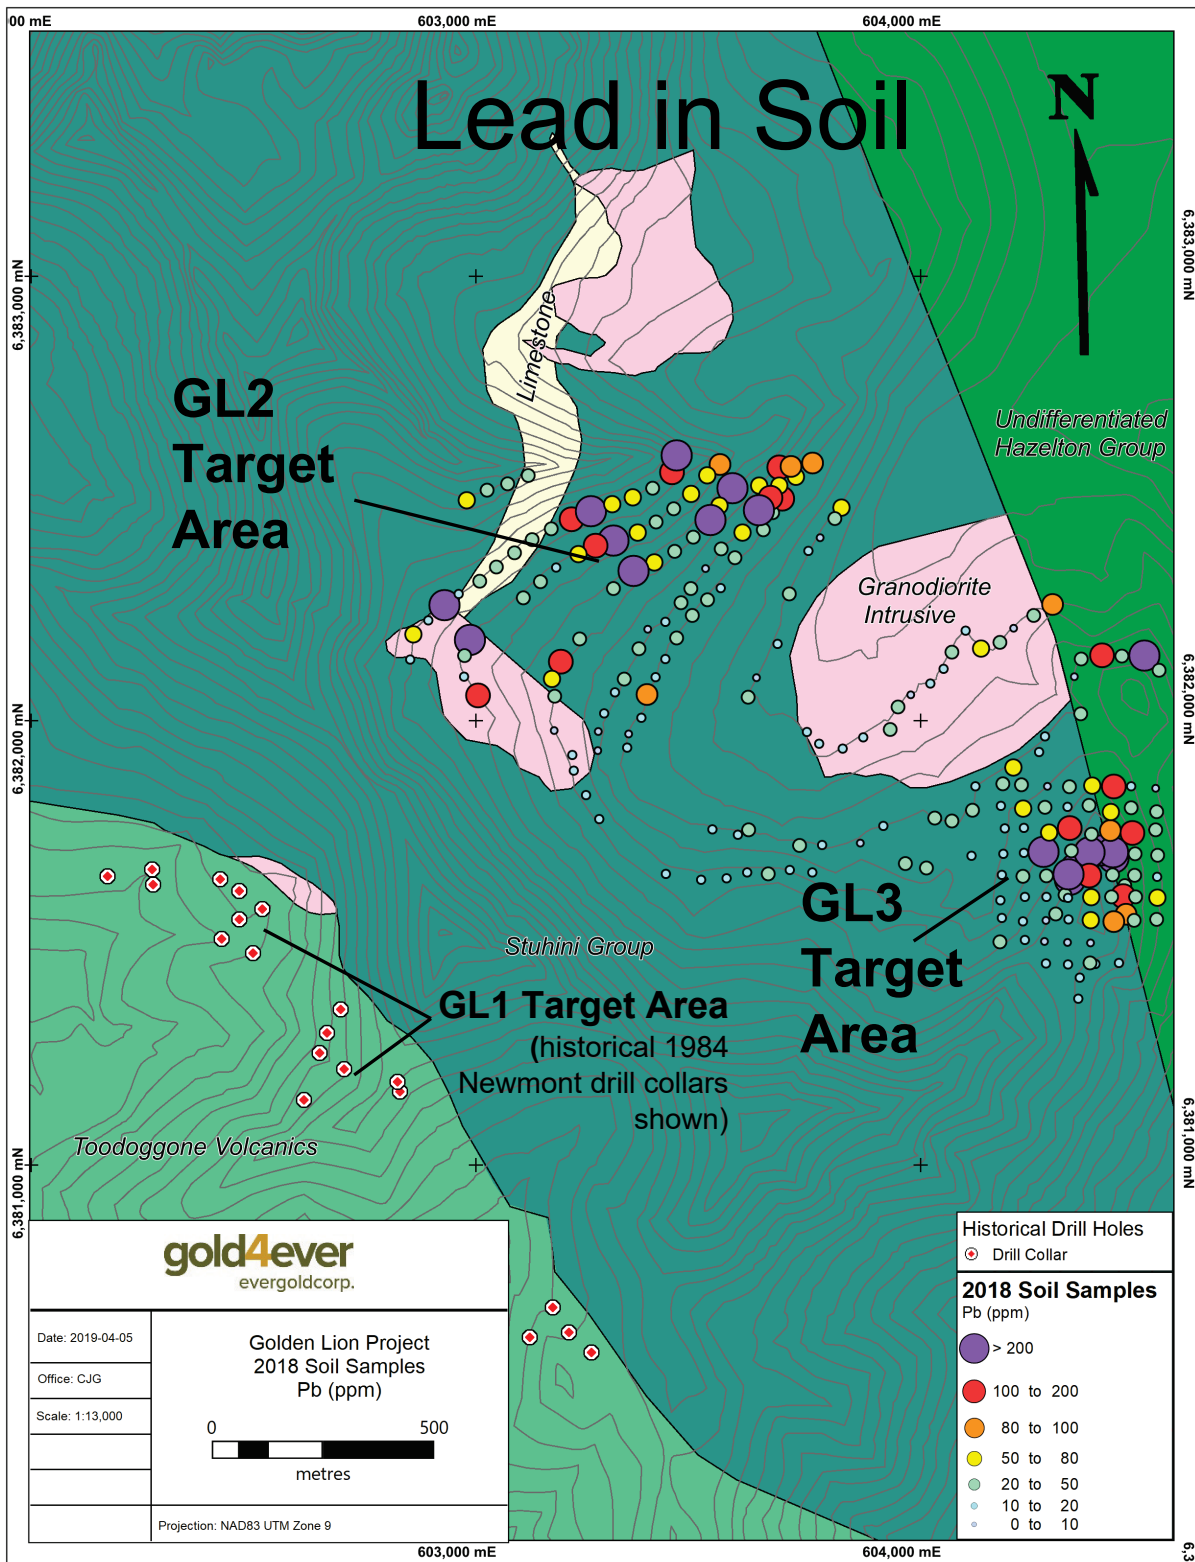 00 mE
603,000 mE
604,000 mE
Lead in Soil
N
6,383,000 mN
6,383,000 mN
Limestone
GL2
Target
Area
Undifferentiated
Hazelton Group
Granodiorite
Intrusive
6,382,000 mN
6,382,000 mN
GL3
Target
Area
Stuhini Group
GL1 Target Area
(historical 1984
Newmont drill collars
shown)
Toodoggone Volcanics
6,381,000 mN
6,381,000 mN
gold4ever
evergoldcorp.
Date: 2019-04-05
Office: CJG
Scale: 1:13,000
Golden Lion Project
2018 Soil Samples
Pb (ppm)
0 500
metres
Projection: NAD83 UTM Zone 9
Historical Drill Holes
Drill Collar
2018 Soil Samples
Pb (ppm)
> 200
100 to 200
80 to 100
50 to 80
20 to 50
10 to 20
0 to 10
603,000 mE
604,000 mE
6,3